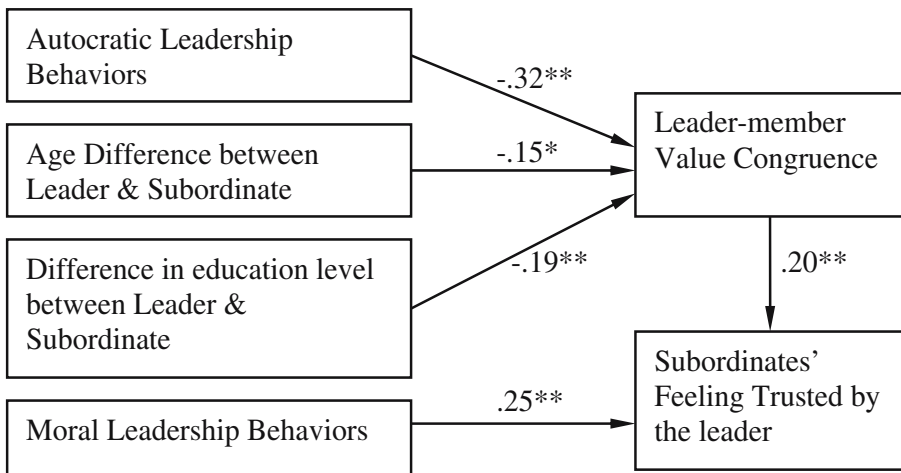 Autocratic Leadership
Behaviors
-.32**
Age Difference between
Leader & Subordinate
-.15*
Leader-member
Value Congruence
Difference in education level
between Leader &
Subordinate
-.19**
.20**
Moral Leadership Behaviors
.25**
Subordinates’
Feeling Trusted by
the leader